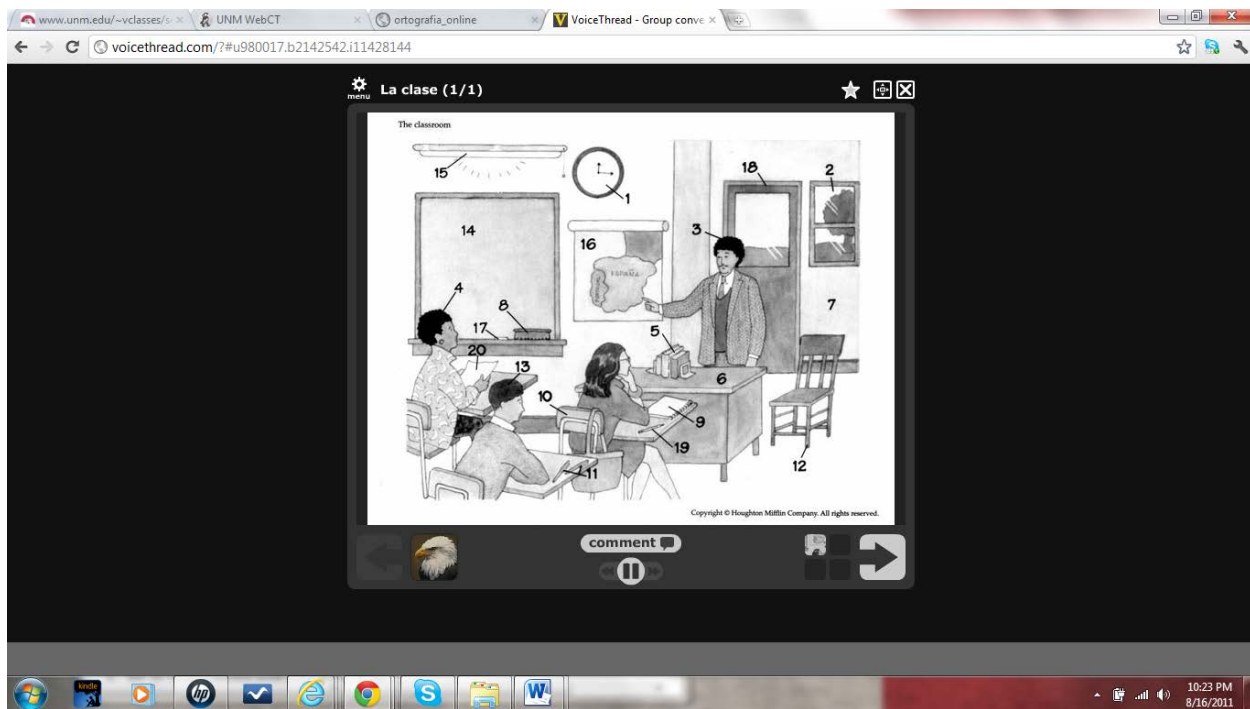 www.unm.edu/~vclasses/s
UNM WebCT
ortografia_online
VoiceThread - Group conve
voicethread.com/?#u980017.b2142542.i11428144
menu
La clase (1/1)
The classroom
15
1
18
2
14
16
3
ESPAÑA
4
8
7
17
5
20
13
6
10
9
19
11
12
Copyright © Houghton Mifflin Company. All rights reserved.
comment
kindle
hp
S
W
10:23 PM
8/16/2011